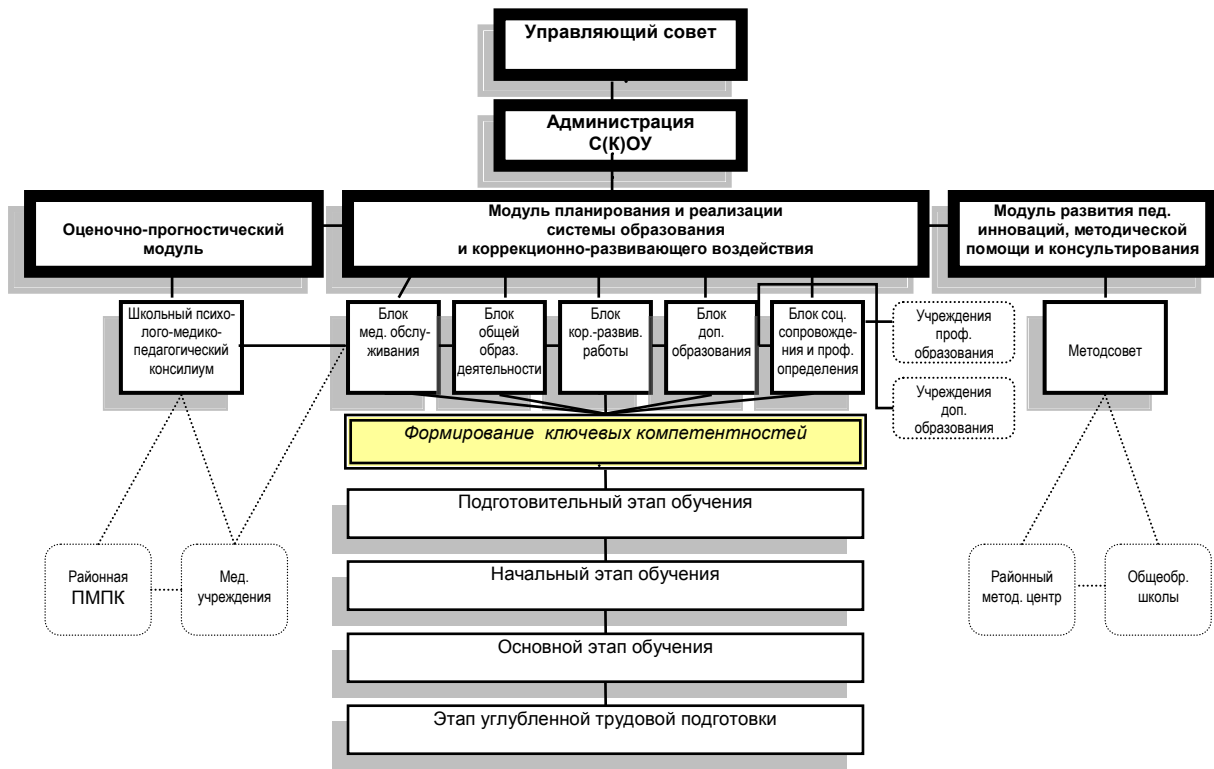 Управляющий совет
Администрация
С(К)ОУ
Оценочно-прогностический
модуль
Модуль планирования и реализации
системы образования
и коррекционно-развивающего воздействия
Модуль развития пед.
инноваций, методической
помощи и консультирования
Школьный психо-
лого-медико-
педагогический
консилиум
Блок
мед. обслу-
живания
Блок
общей
образ.
деятельности
Блок
кор.-развив.
работы
Блок
доп.
образования
Блок соц.
сопровожде-
ния и проф.
определения
Учреждения
проф.
образования
Учреждения
доп.
образования
Методсовет
Формирование ключевых компетентностей
Подготовительный этап обучения
Начальный этап обучения
Основной этап обучения
Этап углубленной трудовой подготовки
Районная
ПМПК
Мед.
учреждения
Районный
метод. центр
Общеобр.
школы